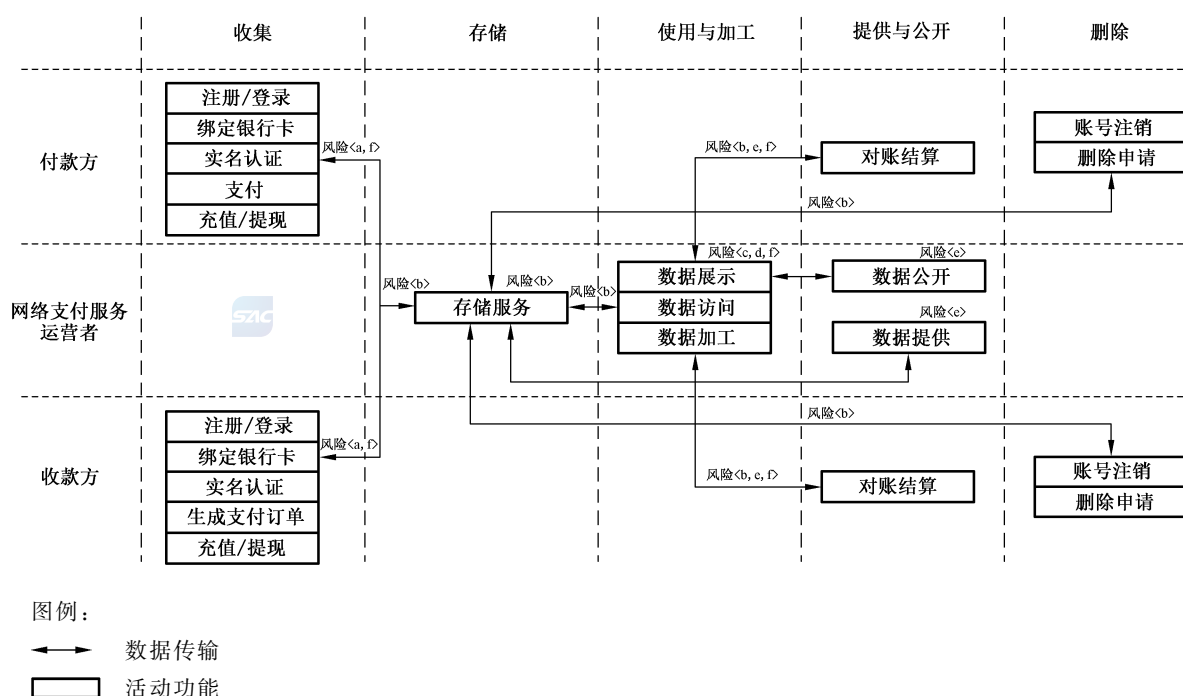 收集 存储 使用与加工 提供与公开 删除
付款方
注册/登录
绑定银行卡
实名认证
支付
充值/提现
风险<a, f>
风险<b, e, f>
对账结算
账号注销
删除申请
风险<b>
网络支付服务
运营者
SAC
风险<b>
风险<b>
存储服务
风险<b>
风险<c, d, f>
数据展示
数据访问
数据加工
风险<e>
数据公开
风险<e>
数据提供
收款方
注册/登录
绑定银行卡
实名认证
生成支付订单
充值/提现
风险<a, f>
风险<b>
风险<b, e, f>
对账结算
账号注销
删除申请
图例：
数据传输
活动功能